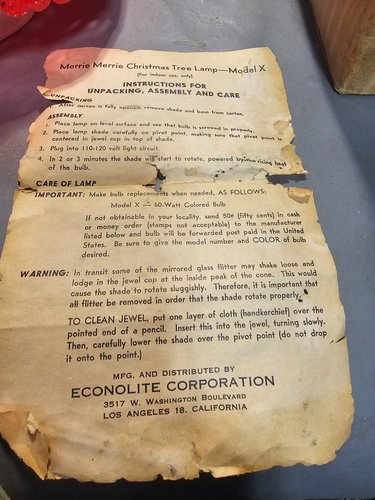 Merrie Merrie Christmas Tree Lamp—Model X
(For indoor use, only)
INSTRUCTIONS FOR
UNPACKING, ASSEMBLY AND CARE
UNPACKING
After carton is fully opened, remove shade and base from carton.
ASSEMBLY
1. Place lamp on level surface and see that bulb is screwed in properly.
2. Place lamp shade carefully on pivot point, making sure that pivot point is
centered in jewel cup in top of shade.
3. Plug into 110-120 volt light circuit.
4. In 2 or 3 minutes the shade will start to rotate, powered by the rising heat
of the bulb.
CARE OF LAMP
IMPORTANT: Make bulb replacements when needed, AS FOLLOWS:
Model X — 60-Watt Colored Bulb
If not obtainable in your locality, send 50¢ (fifty cents) in cash
or money order (stamps not acceptable) to the manufacturer
listed below and bulb will be forwarded post paid in the United
States. Be sure to give the model number and COLOR of bulb
desired.
WARNING: In transit some of the mirrored glass flitter may shake loose and
lodge in the jewel cup at the inside peak of the cone. This would
cause the shade to rotate sluggishly. Therefore, it is important that
all flitter be removed in order that the shade rotate properly.
TO CLEAN JEWEL, put one layer of cloth (handkerchief) over the
pointed end of a pencil. Insert this into the jewel, turning slowly.
Then, carefully lower the shade over the pivot point (do not drop
it onto the point.)
MFG. AND DISTRIBUTED BY
ECONOLITE CORPORATION
3517 W. WASHINGTON BOULEVARD
LOS ANGELES 18, CALIFORNIA